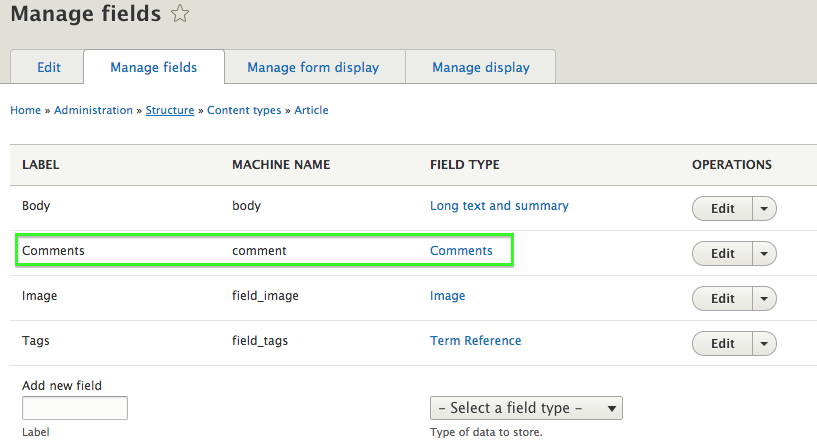 Manage fields
Edit Manage fields Manage form display Manage display
Home » Administration » Structure » Content types » Article
LABEL MACHINE NAME FIELD TYPE OPERATIONS
Body body Long text and summary Edit
Comments comment Comments Edit
Image field_image Image Edit
Tags field_tags Term Reference Edit
Add new field
- Select a field type -
Label Type of data to store.